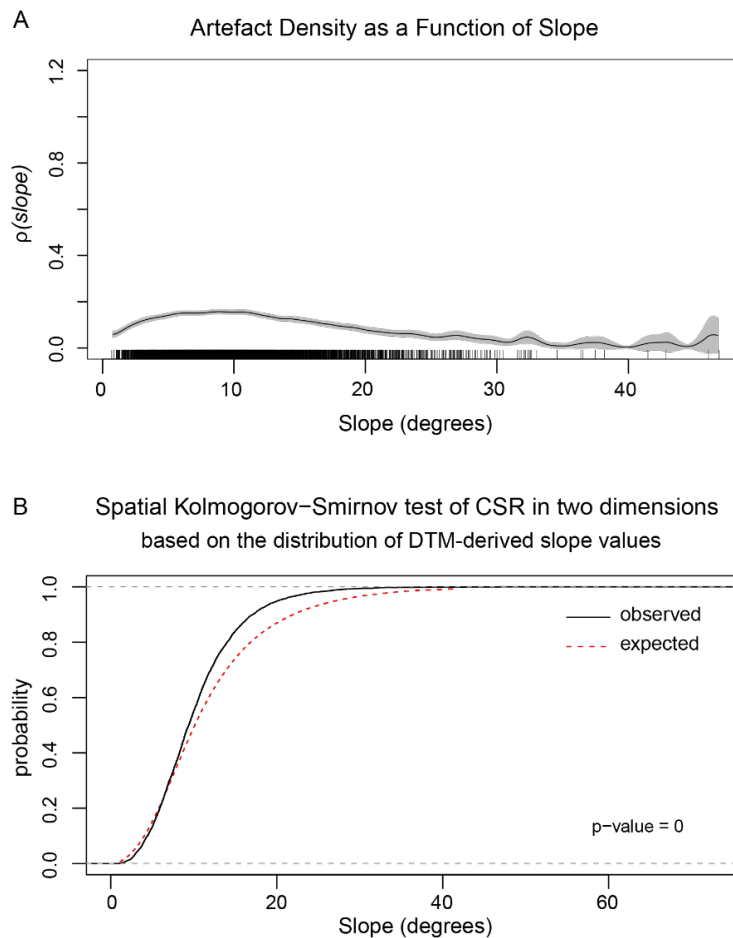 A
Artefact Density as a Function of Slope
1.2
0.8
0.4
0.0
ρ(slope)
0 10 20 30 40
Slope (degrees)
B
Spatial Kolmogorov−Smirnov test of CSR in two dimensions
based on the distribution of DTM-derived slope values
1.0
0.8
0.6
0.4
0.2
0.0
probability
observed
expected
p−value = 0
0 20 40 60
Slope (degrees)